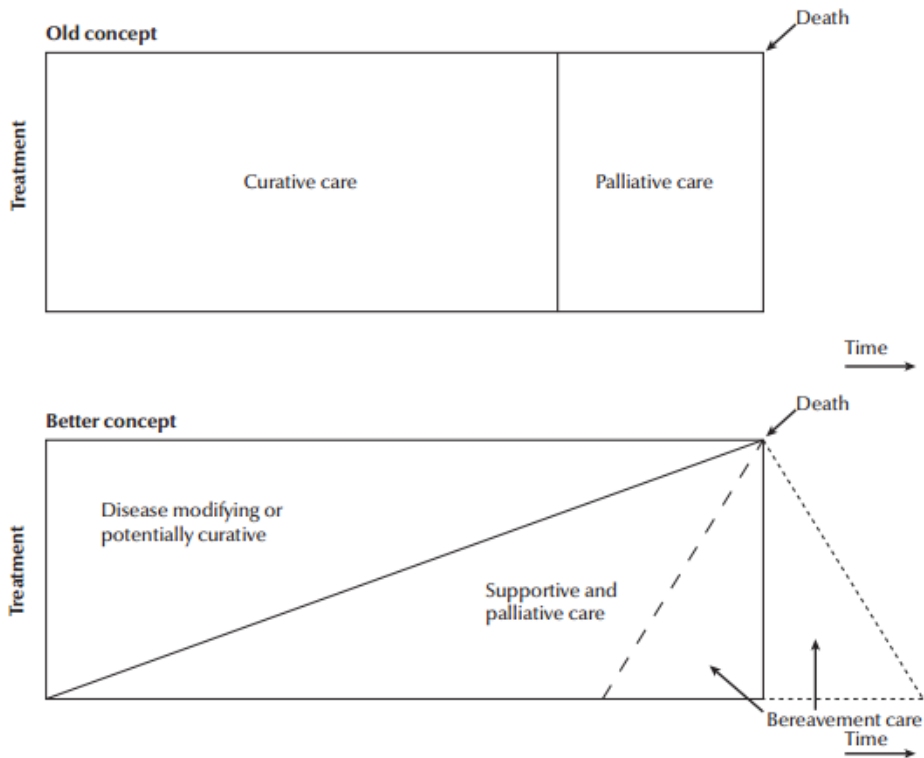 Old concept
Death
Treatment
Curative care
Palliative care
Time
Better concept
Death
Treatment
Disease modifying or
potentially curative
Supportive and
palliative care
Bereavement care
Time